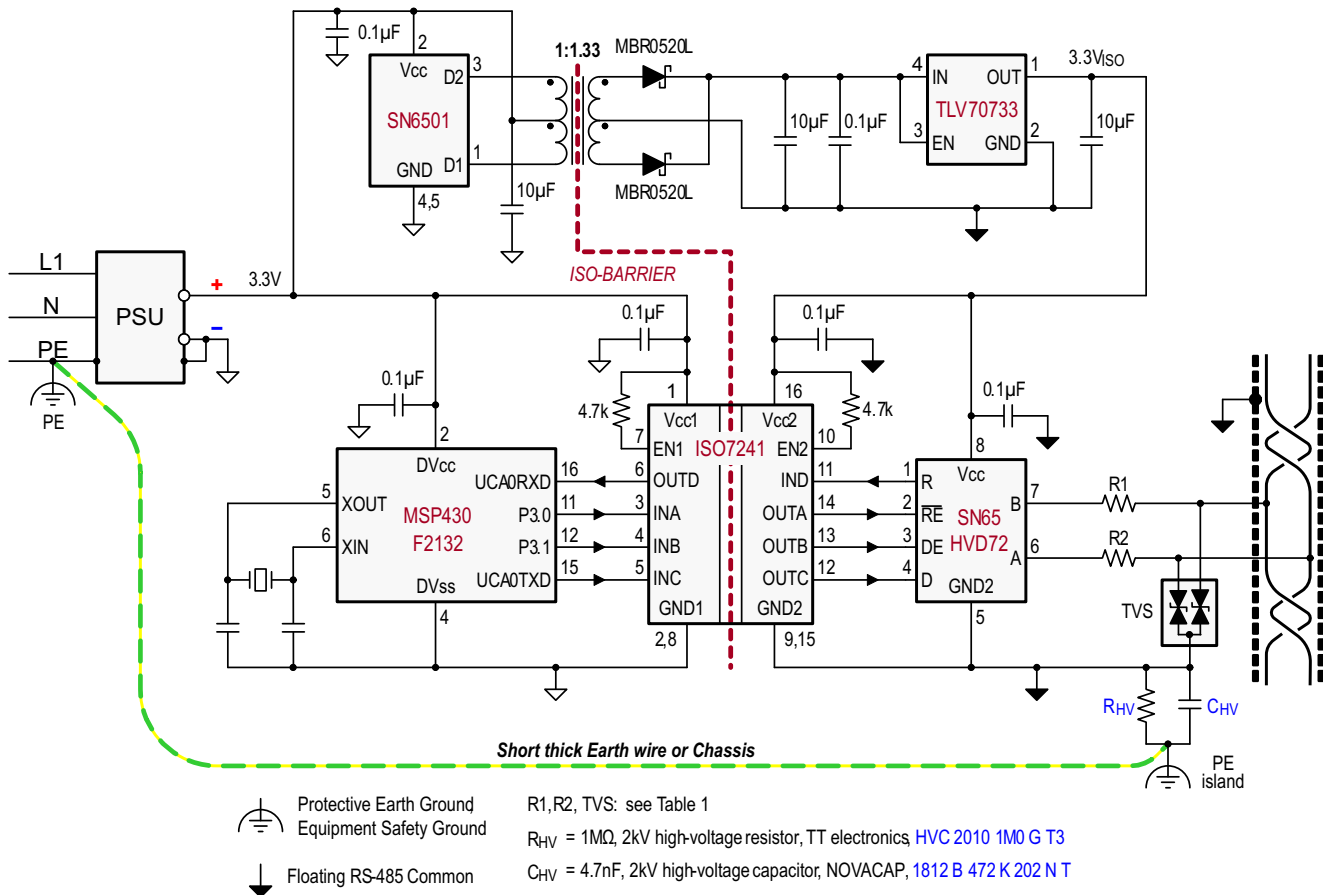 0.1µF
2
Vcc
D2
3
SN6501
D1
1
GND
4,5
1:1.33
MBR0520L
MBR0520L
10µF
10µF
0.1µF
4
IN
OUT
1
TLV70733
3
EN
GND
2
3.3VISO
10µF
ISO-BARRIER
L1
N
PE
PSU
+
−
3.3V
PE
0.1µF
2
DVcc
5
XOUT
6
XIN
MSP430
F2132
UCA0RXD
16
P3.0
11
P3.1
12
UCA0TXD
15
DVss
4
0.1µF
4.7k
1
Vcc1
7
EN1
6
OUTD
3
INA
4
INB
5
INC
GND1
2,8
ISO7241
0.1µF
4.7k
16
Vcc2
EN2
10
IND
11
OUTA
14
OUTB
13
OUTC
12
GND2
9,15
0.1µF
8
Vcc
1
R
2
RE
3
DE
4
D
SN65
HVD72
B
7
A
6
GND2
5
R1
R2
TVS
RHV
CHV
PE
island
Short thick Earth wire or Chassis
Protective Earth Ground
Equipment Safety Ground
Floating RS-485 Common
R1,R2, TVS: see Table 1
RHV = 1MΩ, 2kV high-voltage resistor, TT electronics, HVC 2010 1M0 G T3
CHV = 4.7nF, 2kV high-voltage capacitor, NOVACAP, 1812 B 472 K 202 N T